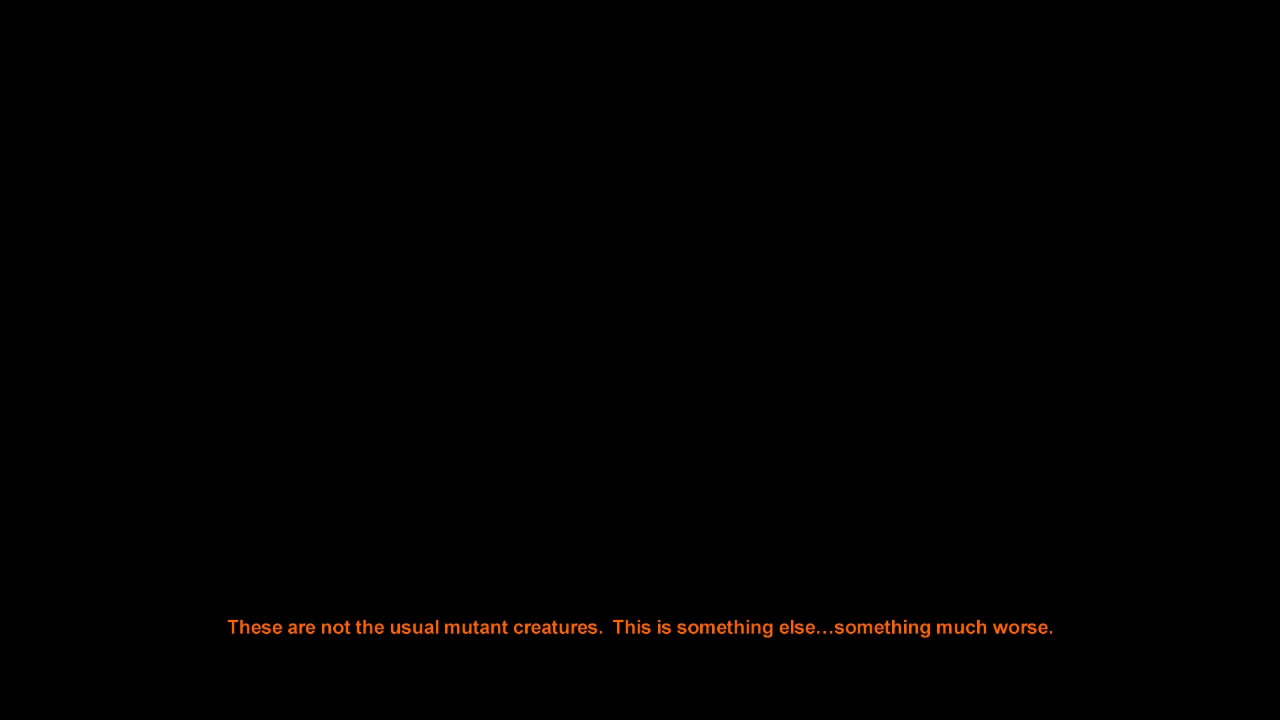 These are not the usual mutant creatures.  This is something else...something much worse.